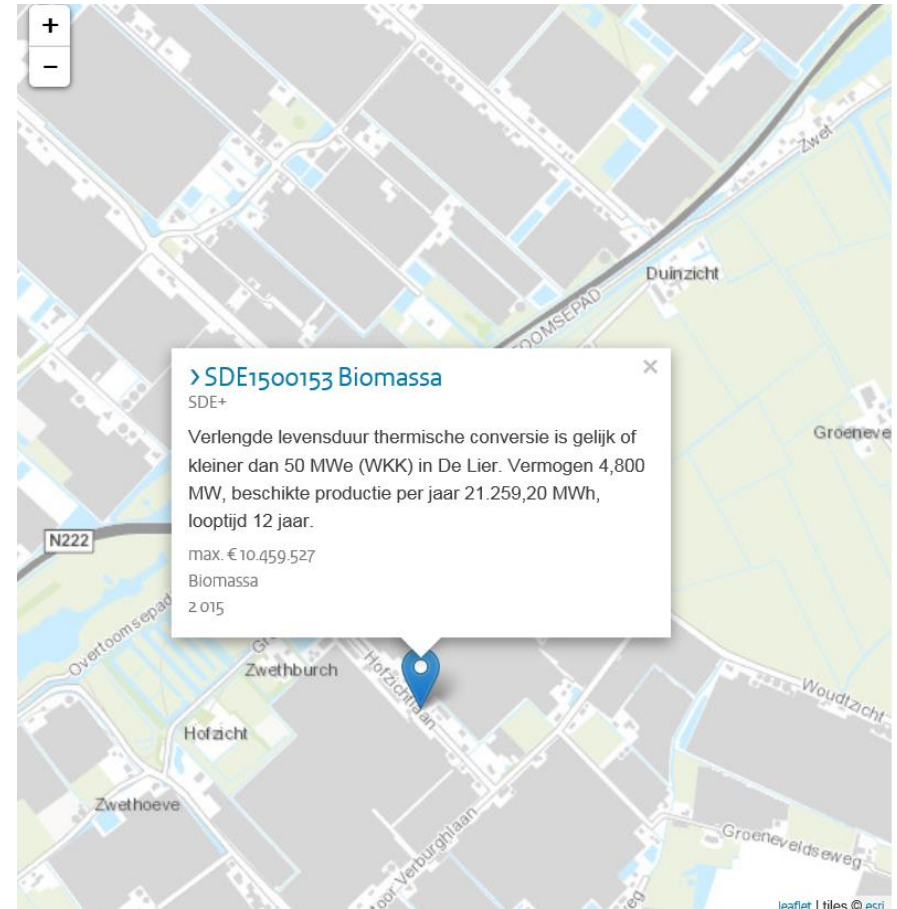 +
−
Zwet
Duinzicht
> SDE1500153 Biomassa
×
SDE+
Verlengde levensduur thermische conversie is gelijk of
kleiner dan 50 MWe (WKK) in De Lier. Vermogen 4,800
MW, beschikte productie per jaar 21.259,20 MWh,
looptijd 12 jaar.
max. € 10.459.527
Biomassa
2 015
Groeneve
N222
Overtoomsepad
Zwethburch
Hofzichtlaan
Hofzicht
Woudtzicht
Zwethoeve
Groeneveldseweg
leaflet | tiles © esri